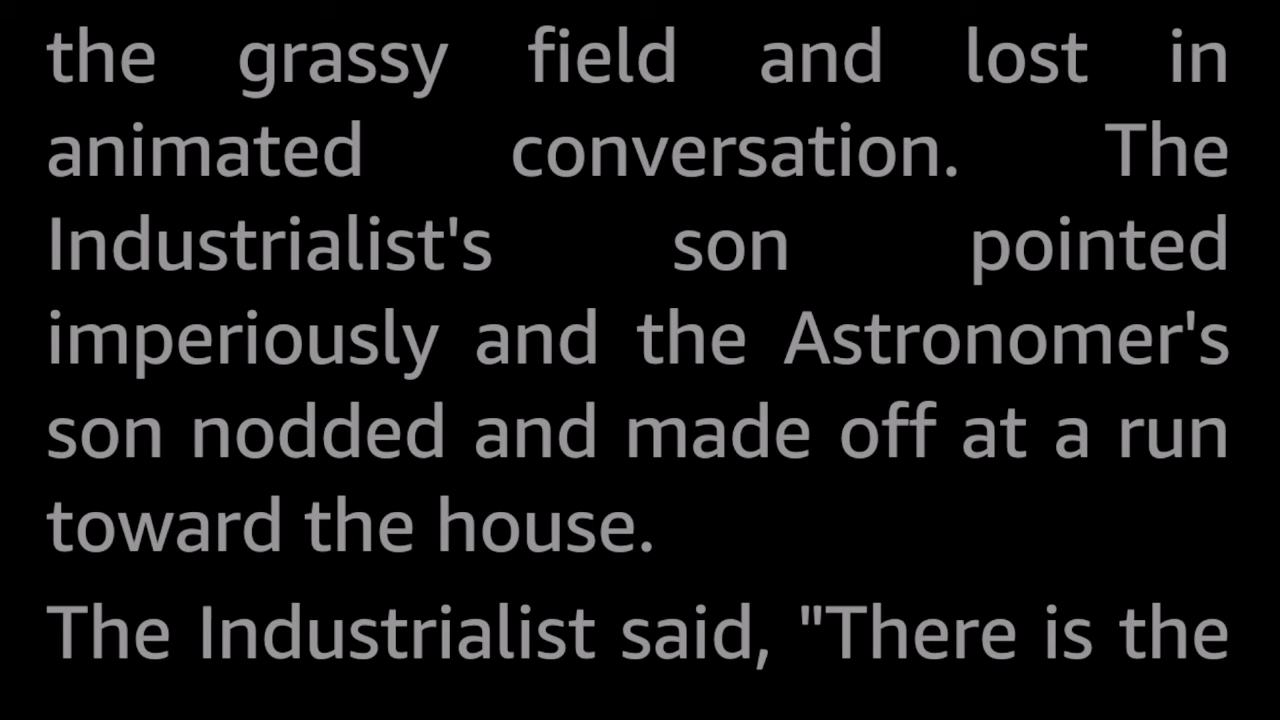 the grassy field and lost in
animated conversation. The
Industrialist's son pointed
imperiously and the Astronomer's
son nodded and made off at a run
toward the house.
The Industrialist said, "There is the